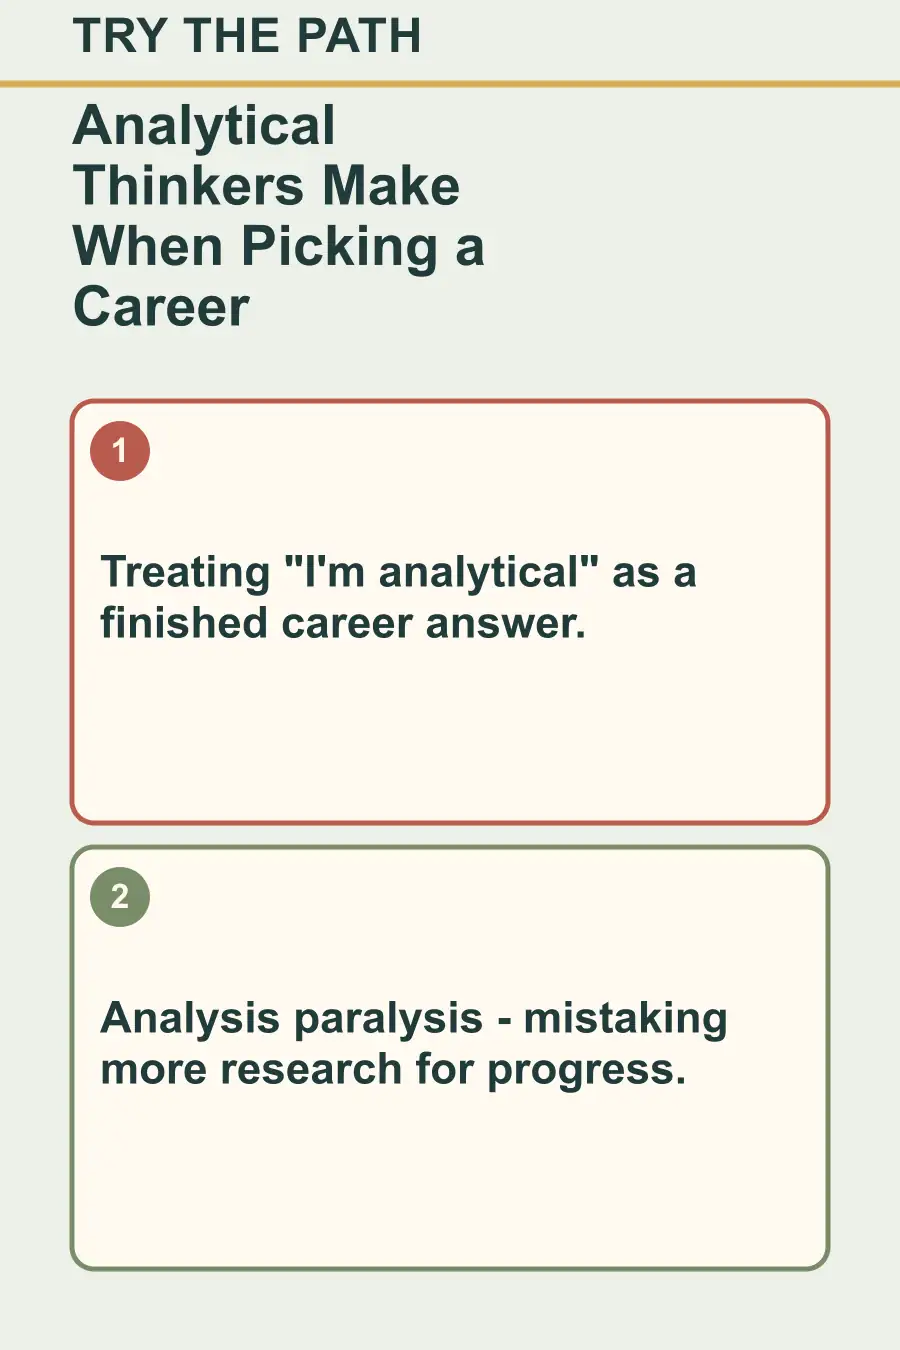 TRY THE PATH
Analytical
Thinkers Make
When Picking a
Career
1
Treating "I'm analytical" as a
finished career answer.
2
Analysis paralysis - mistaking
more research for progress.